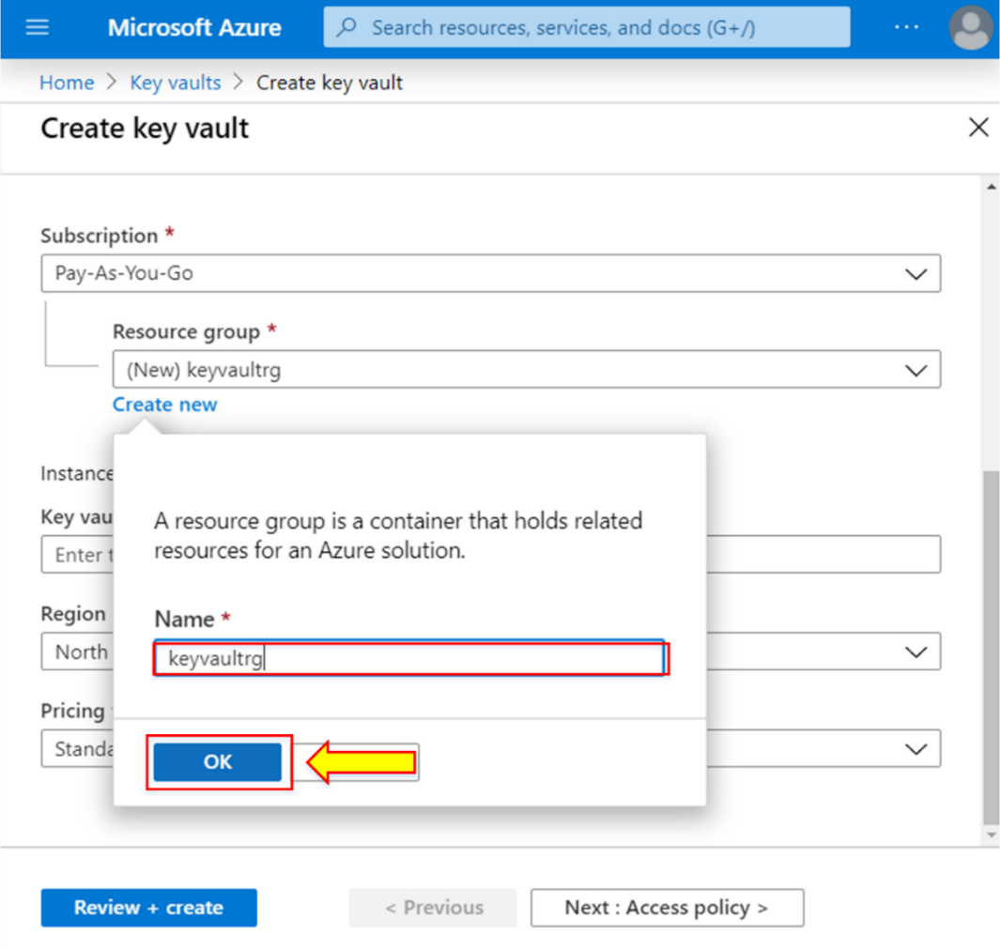 Microsoft Azure
Search resources, services, and docs (G+/)
Home > Key vaults > Create key vault
Create key vault
Subscription *
Pay-As-You-Go
Resource group *
(New) keyvaultrg
Create new
A resource group is a container that holds related
resources for an Azure solution.
Name *
keyvaultrg
OK
Instance
Key vau
Enter t
Region
North
Pricing
Standa
Review + create
< Previous
Next : Access policy >